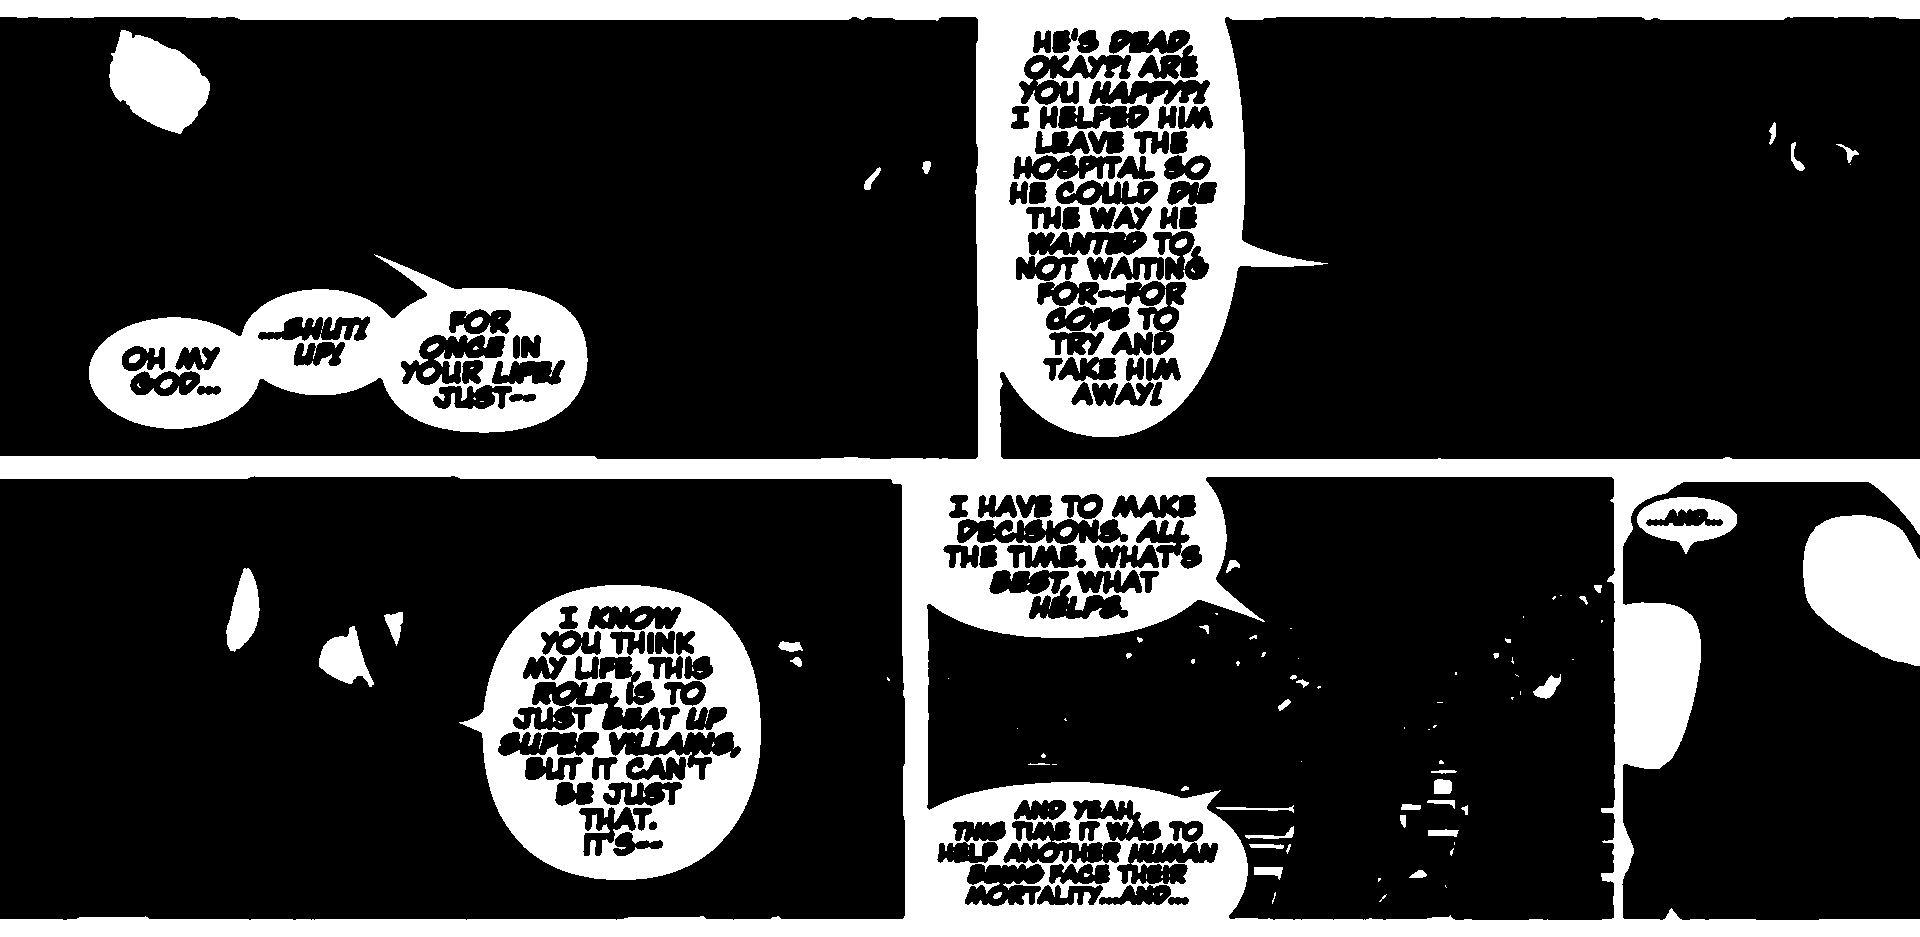 OH MY
GOD...
...SHUT!
UP!
FOR
ONCE IN
YOUR LIFE!
JUST--
HE'S DEAD,
OKAY?! ARE
YOU HAPPY?!
I HELPED HIM
LEAVE THE
HOSPITAL SO
HE COULD DIE
THE WAY HE
WANTED TO,
NOT WAITING
FOR--FOR
COPS TO
TRY AND
TAKE HIM
AWAY!
I KNOW
YOU THINK
MY LIFE, THIS
ROLE, IS TO
JUST BEAT UP
SUPER VILLAINS,
BUT IT CAN'T
BE JUST
THAT.
IT'S--
I HAVE TO MAKE
DECISIONS. ALL
THE TIME. WHAT'S
BEST, WHAT
HELPS.
AND YEAH,
THIS TIME IT WAS TO
HELP ANOTHER HUMAN
BEING FACE THEIR
MORTALITY...AND...
...AND...